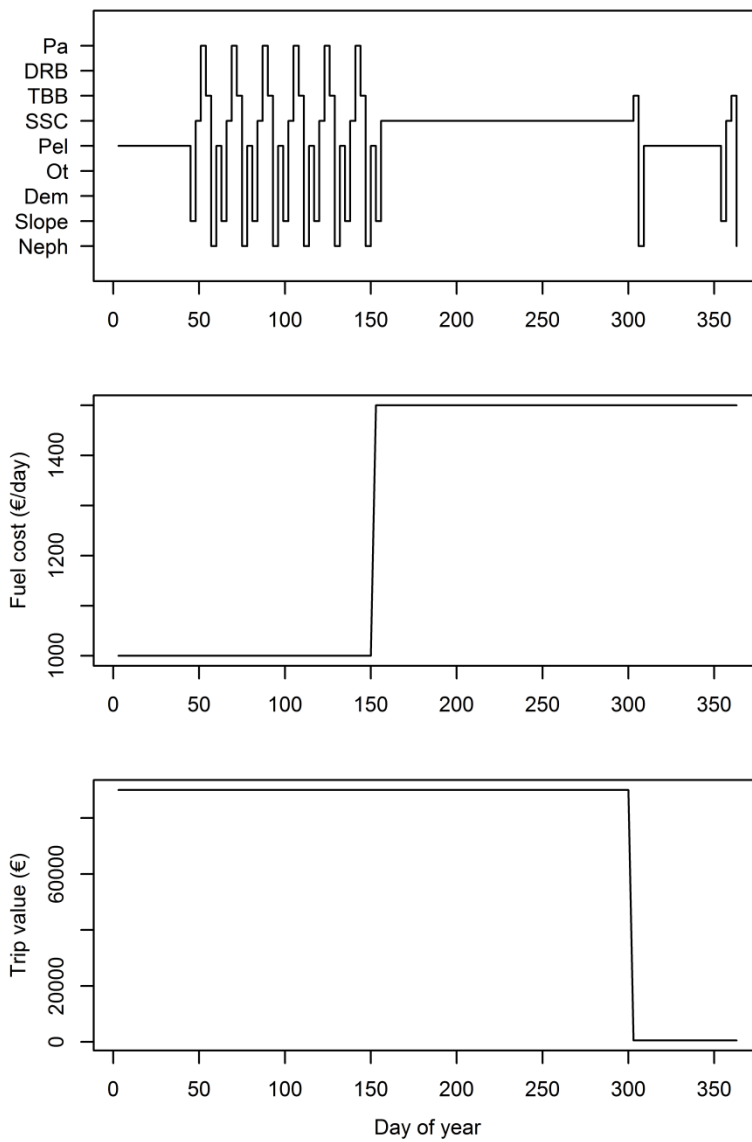 Pa
DRB
TBB
SSC
Pel
Ot
Dem
Slope
Neph
0 50 100 150 200 250 300 350
Fuel cost (€/day)
1400
1200
1000
0 50 100 150 200 250 300 350
Trip value (€)
60000
20000
0
0 50 100 150 200 250 300 350
Day of year